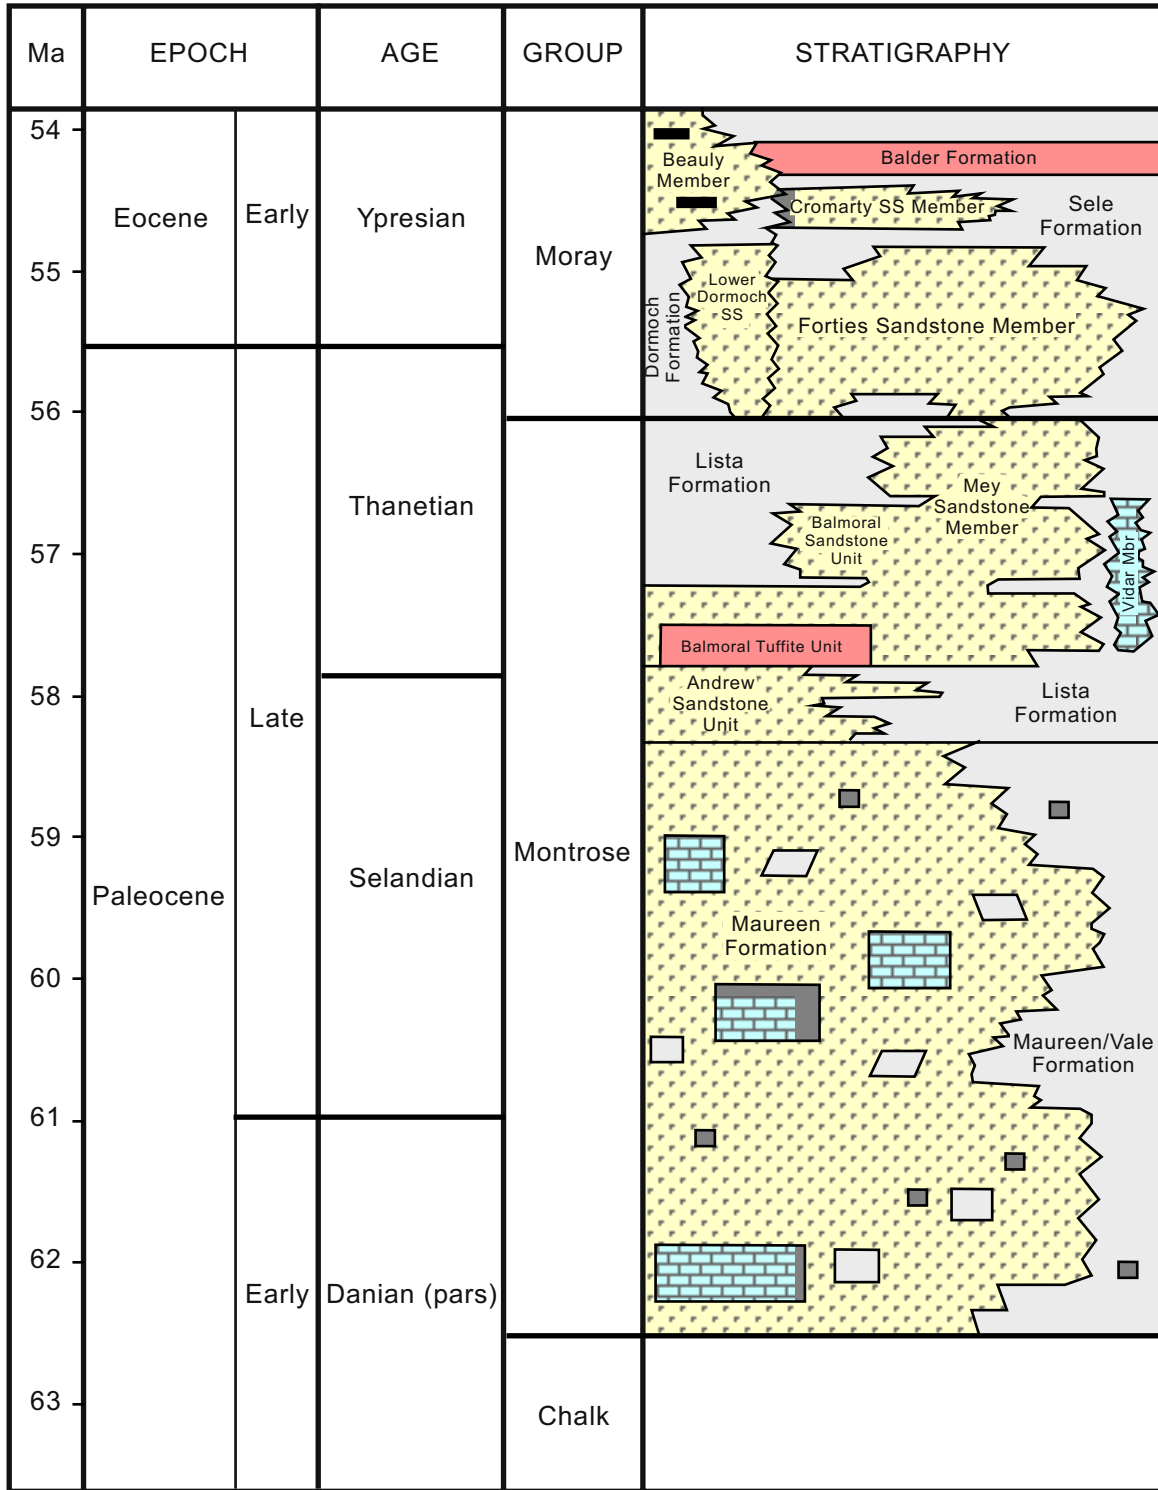 Ma
EPOCH
AGE
GROUP
STRATIGRAPHY
54
55
56
57
58
59
60
61
62
63
Eocene
Paleocene
Early
Late
Early
Ypresian
Thanetian
Selandian
Danian (pars)
Moray
Montrose
Chalk
Beauly
Member
Balder Formation
Cromarty SS Member
Sele
Formation
Dormoch
Formation
Lower
Dormoch
SS
Forties Sandstone Member
Lista
Formation
Mey
Sandstone
Member
Balmoral
Sandstone
Unit
Vidar Mbr
Balmoral Tuffite Unit
Andrew
Sandstone
Unit
Lista
Formation
Maureen
Formation
Maureen/Vale
Formation